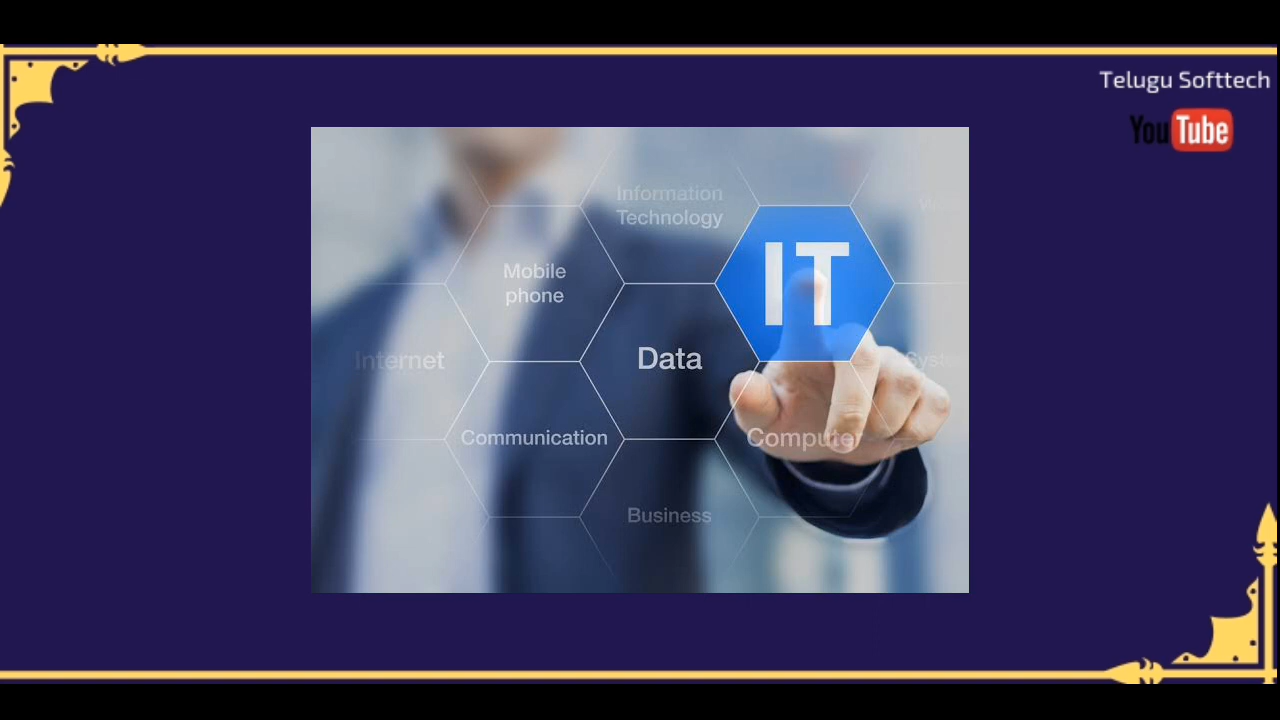 Telugu Softtech
YouTube
Information
Technology
IT
Mobile
phone
Internet
Data
Communication
Computer
Business